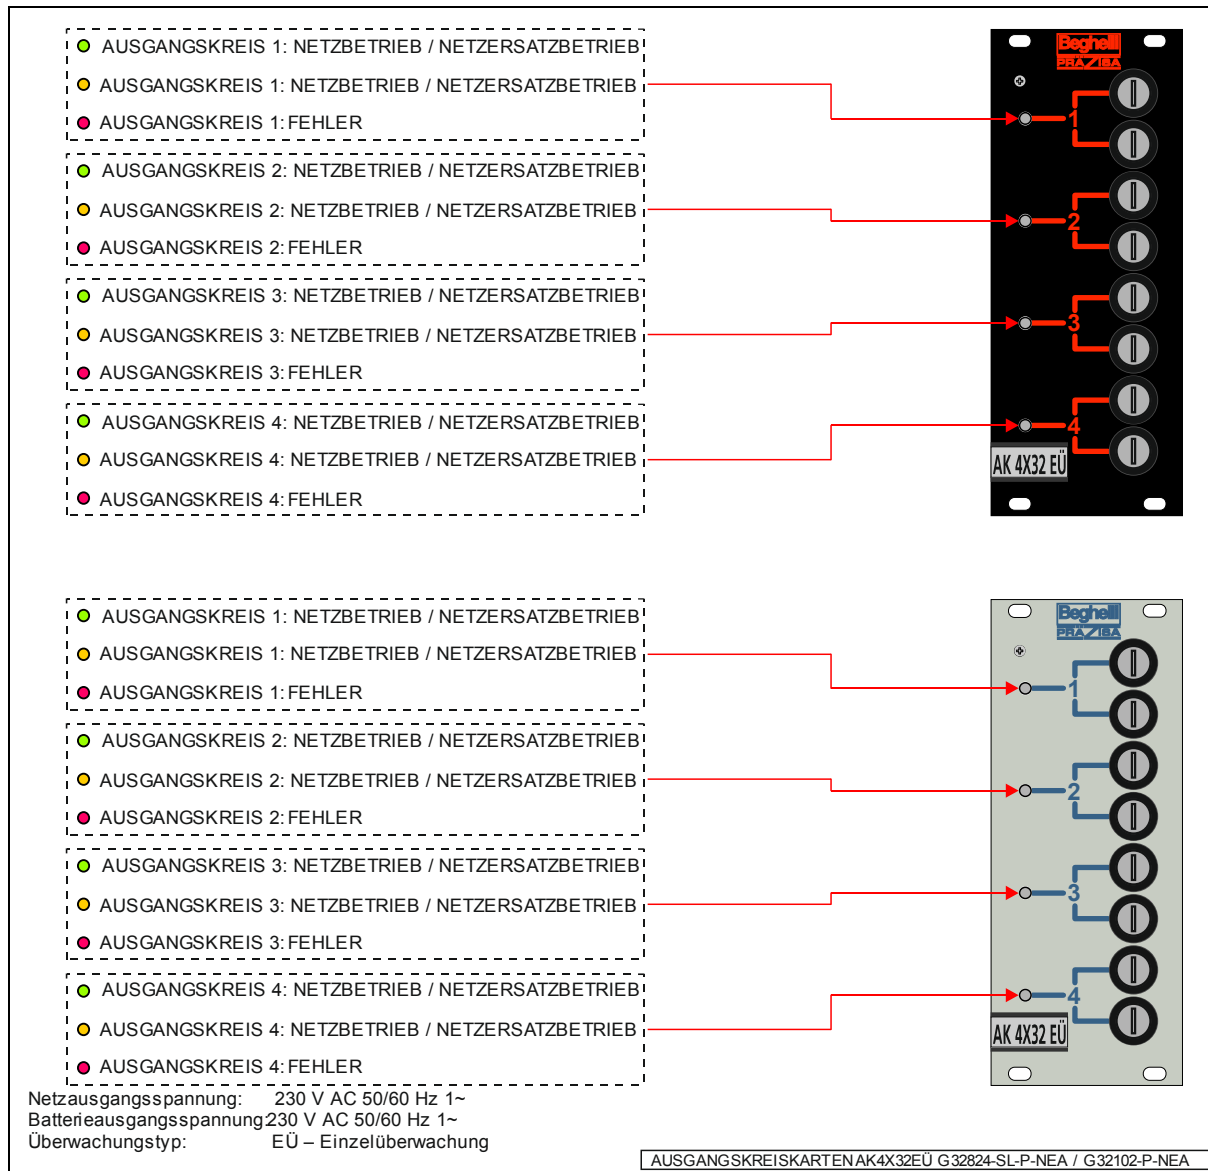 AUSGANGSKREIS 1: NETZBETRIEB / NETZERSATZBETRIEB
AUSGANGSKREIS 1: NETZBETRIEB / NETZERSATZBETRIEB
AUSGANGSKREIS 1: FEHLER
AUSGANGSKREIS 2: NETZBETRIEB / NETZERSATZBETRIEB
AUSGANGSKREIS 2: NETZBETRIEB / NETZERSATZBETRIEB
AUSGANGSKREIS 2: FEHLER
AUSGANGSKREIS 3: NETZBETRIEB / NETZERSATZBETRIEB
AUSGANGSKREIS 3: NETZBETRIEB / NETZERSATZBETRIEB
AUSGANGSKREIS 3: FEHLER
AUSGANGSKREIS 4: NETZBETRIEB / NETZERSATZBETRIEB
AUSGANGSKREIS 4: NETZBETRIEB / NETZERSATZBETRIEB
AUSGANGSKREIS 4: FEHLER
Beghelli
PRÄZISA
1
2
3
4
AK 4X32 EÜ
AUSGANGSKREIS 1: NETZBETRIEB / NETZERSATZBETRIEB
AUSGANGSKREIS 1: NETZBETRIEB / NETZERSATZBETRIEB
AUSGANGSKREIS 1: FEHLER
AUSGANGSKREIS 2: NETZBETRIEB / NETZERSATZBETRIEB
AUSGANGSKREIS 2: NETZBETRIEB / NETZERSATZBETRIEB
AUSGANGSKREIS 2: FEHLER
AUSGANGSKREIS 3: NETZBETRIEB / NETZERSATZBETRIEB
AUSGANGSKREIS 3: NETZBETRIEB / NETZERSATZBETRIEB
AUSGANGSKREIS 3: FEHLER
AUSGANGSKREIS 4: NETZBETRIEB / NETZERSATZBETRIEB
AUSGANGSKREIS 4: NETZBETRIEB / NETZERSATZBETRIEB
AUSGANGSKREIS 4: FEHLER
Beghelli
PRÄZISA
1
2
3
4
AK 4X32 EÜ
Netzausgangsspannung: 230 V AC 50/60 Hz 1~
Batterieausgangsspannung: 230 V AC 50/60 Hz 1~
Überwachungstyp: EÜ – Einzelüberwachung
AUSGANGSKREISKARTEN AK4X32EÜ G32824-SL-P-NEA / G32102-P-NEA